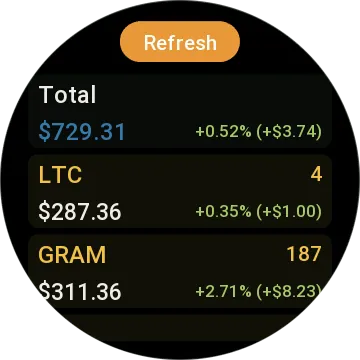 Refresh
Total
$729.31 +0.52% (+$3.74)
LTC 4
$287.36 +0.35% (+$1.00)
GRAM 187
$311.36 +2.71% (+$8.23)